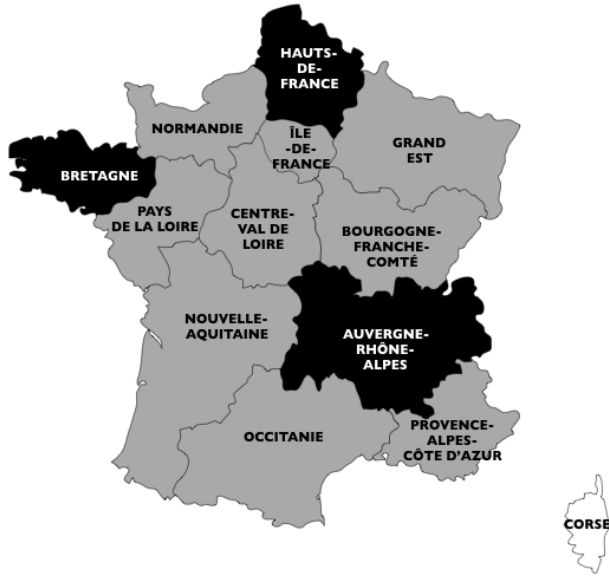 HAUTS-
DE-
FRANCE
NORMANDIE
ÎLE
-DE-
FRANCE
GRAND
EST
BRETAGNE
PAYS
DE LA LOIRE
CENTRE-
VAL DE
LOIRE
BOURGOGNE-
FRANCHE-
COMTÉ
NOUVELLE-
AQUITAINE
AUVERGNE-
RHÔNE-
ALPES
OCCITANIE
PROVENCE-
ALPES-
CÔTE D’AZUR
CORSE